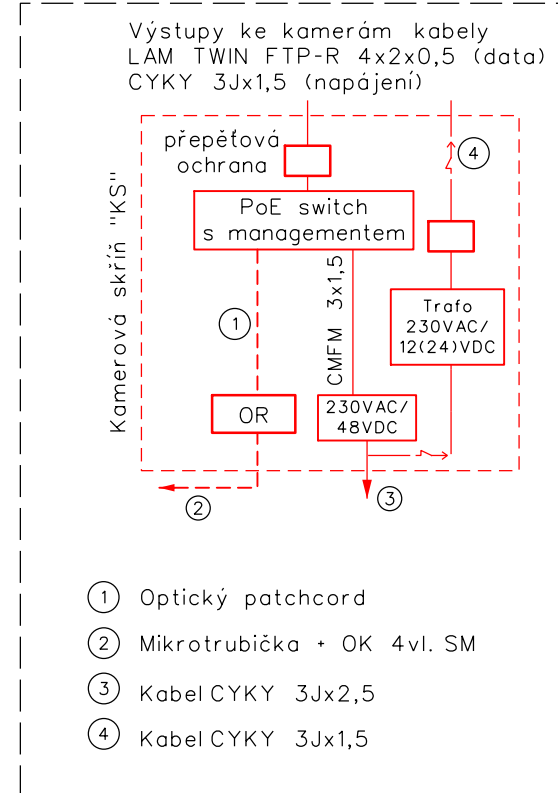 Výstupy ke kamerám kabely
LAM TWIN FTP-R 4x2x0,5 (data)
CYKY 3Jx1,5 (napájení)
přepěťová
ochrana
4
Kamerová skříň "KS"
PoE switch
s managementem
1
CMFM 3x1,5
Trafo
230VAC/
12(24)VDC
OR
230VAC/
48VDC
2
3
1 Optický patchcord
2 Mikrotrubička + OK 4vl. SM
3 Kabel CYKY 3Jx2,5
4 Kabel CYKY 3Jx1,5